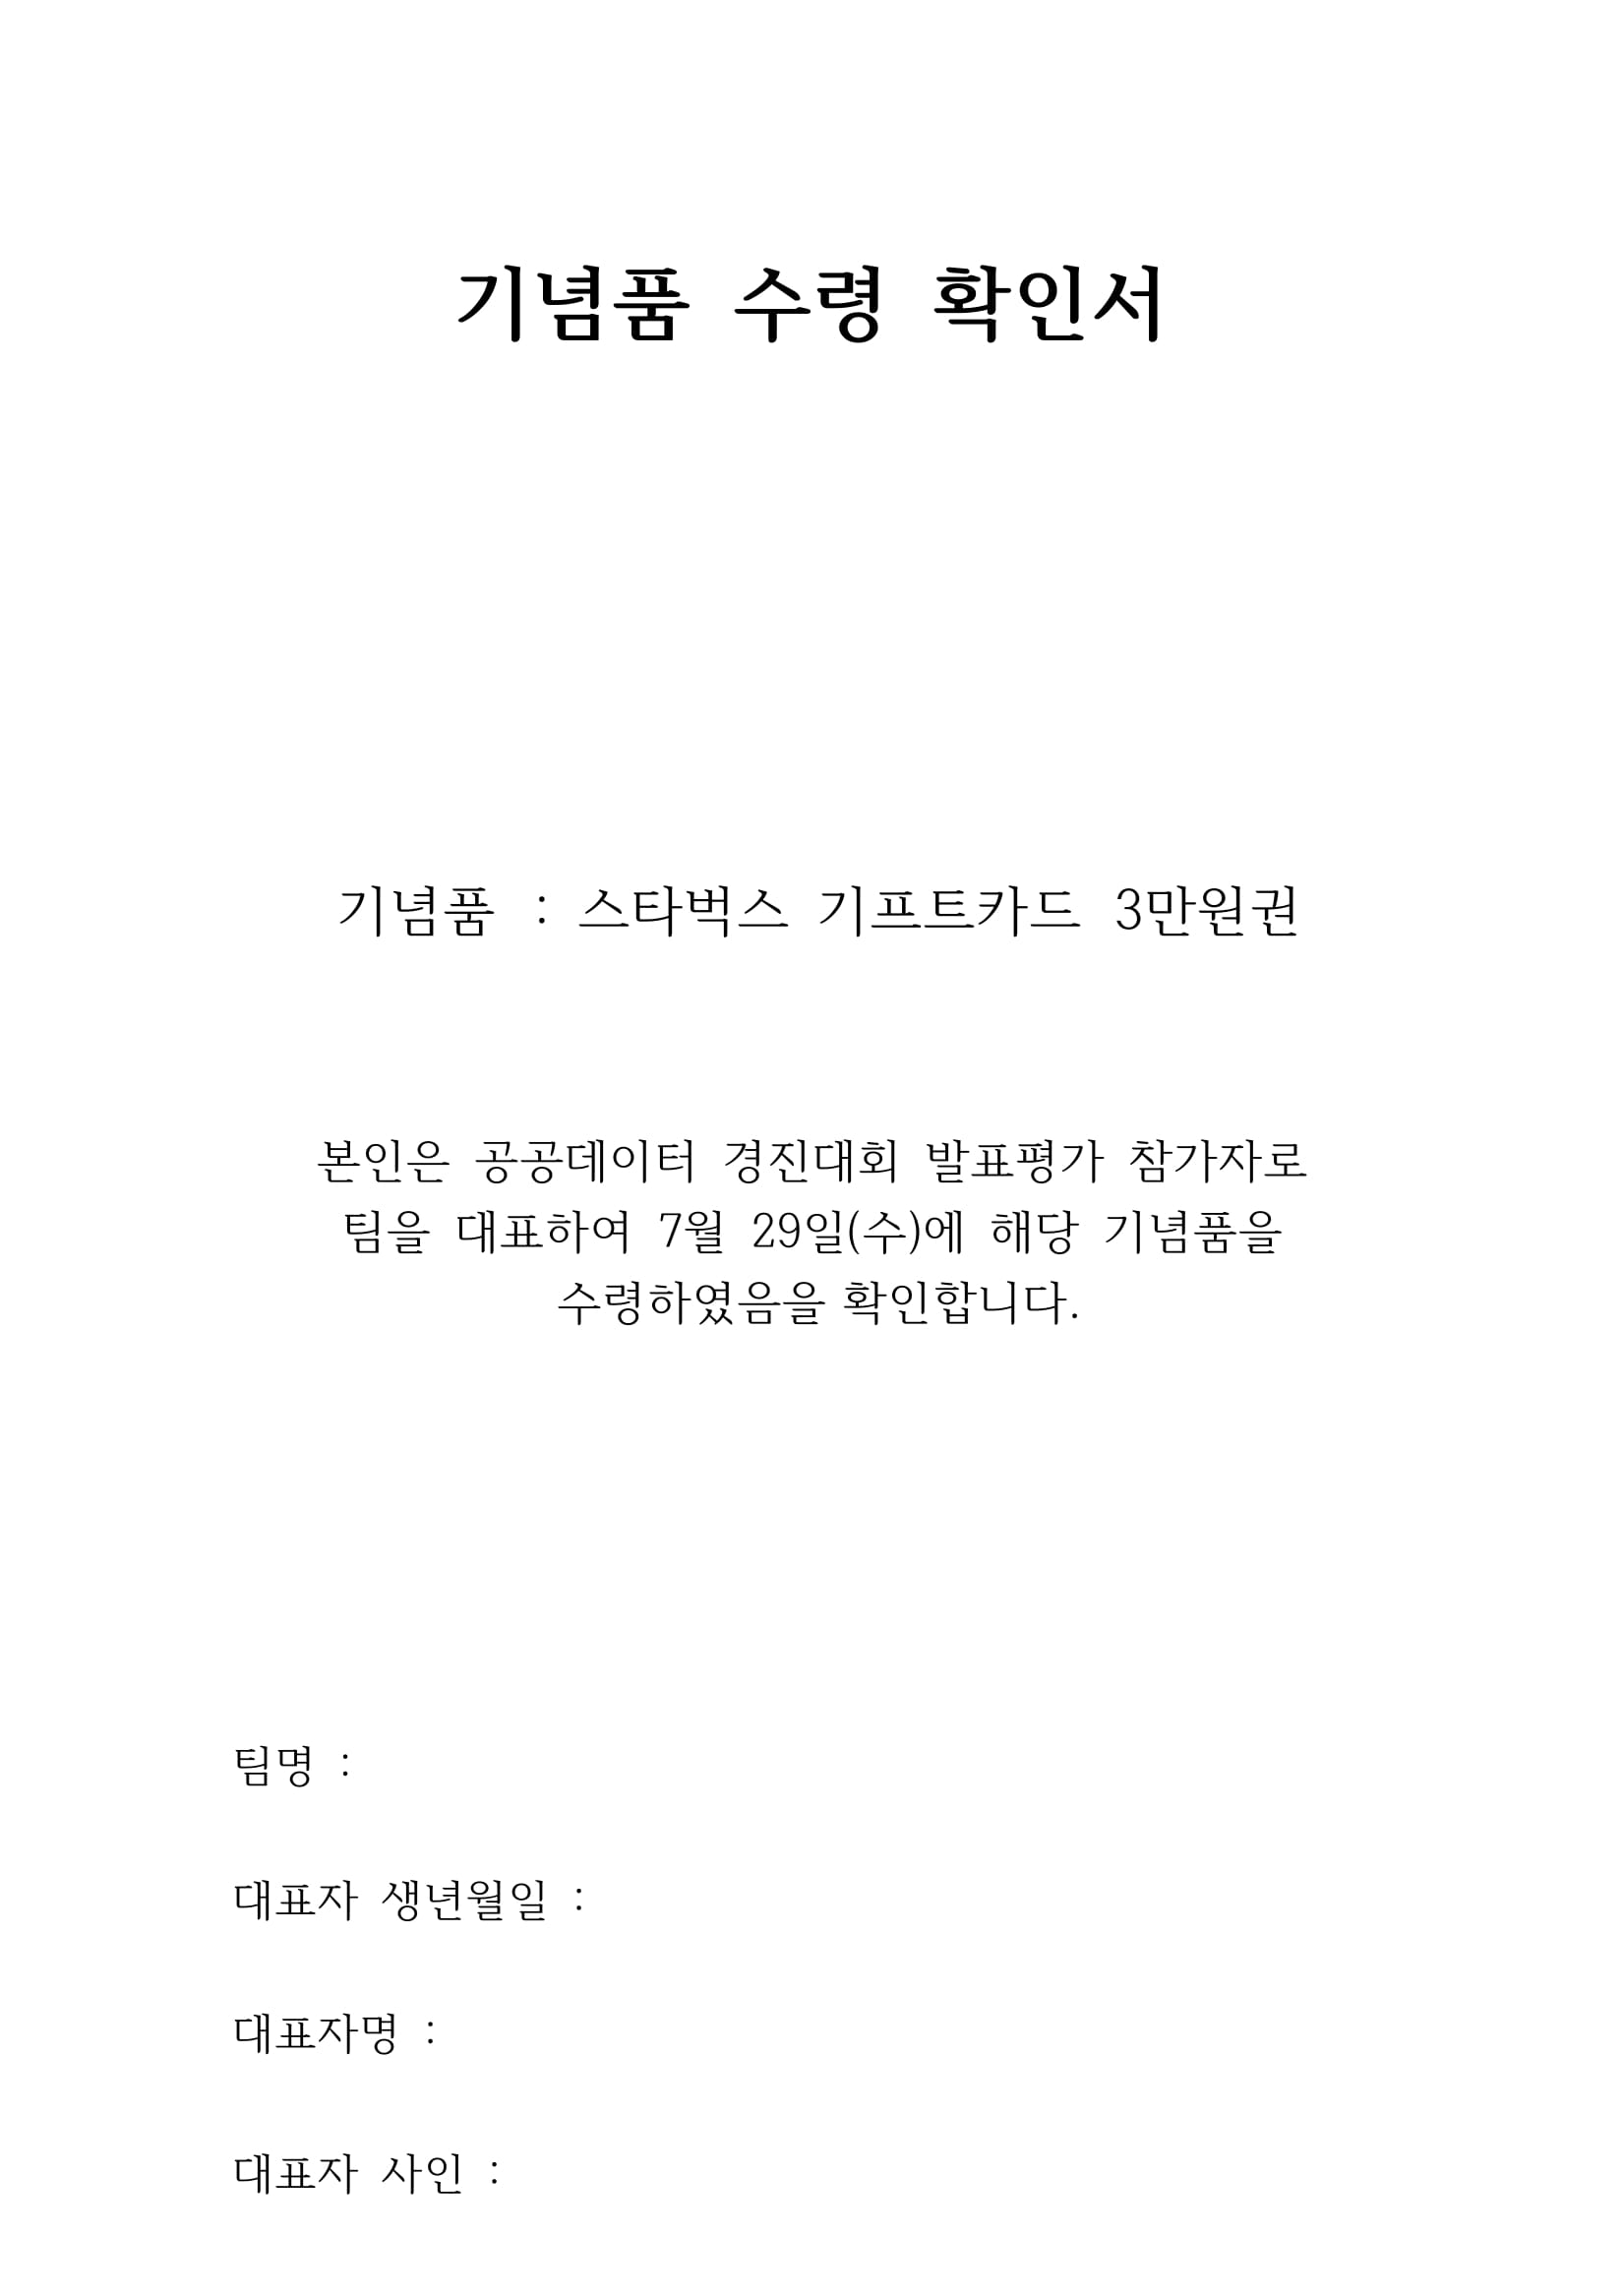 기념품 수령 확인서
기념품 : 스타벅스 기프트카드 3만원권
본인은 공공데이터 경진대회 발표평가 참가자로
팀을 대표하여 7월 29일(수)에 해당 기념품을
수령하였음을 확인합니다.
팀명 :
대표자 생년월일 :
대표자명 :
대표자 사인 :